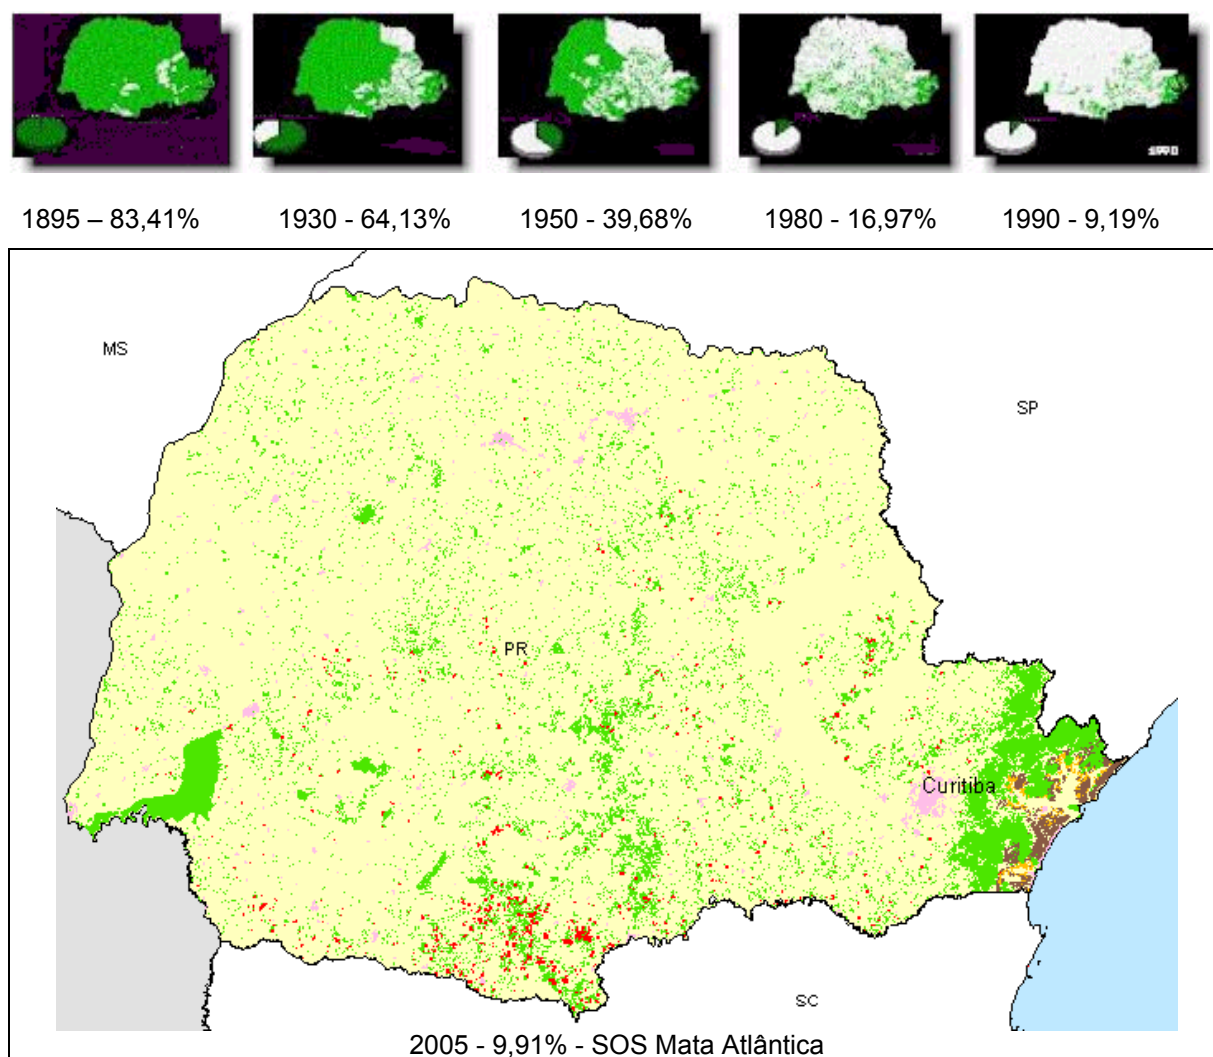 1990
1895 – 83,41% 1930 - 64,13% 1950 - 39,68% 1980 - 16,97% 1990 - 9,19%
MS
SP
PR
Curitiba
SC
2005 - 9,91% - SOS Mata Atlântica